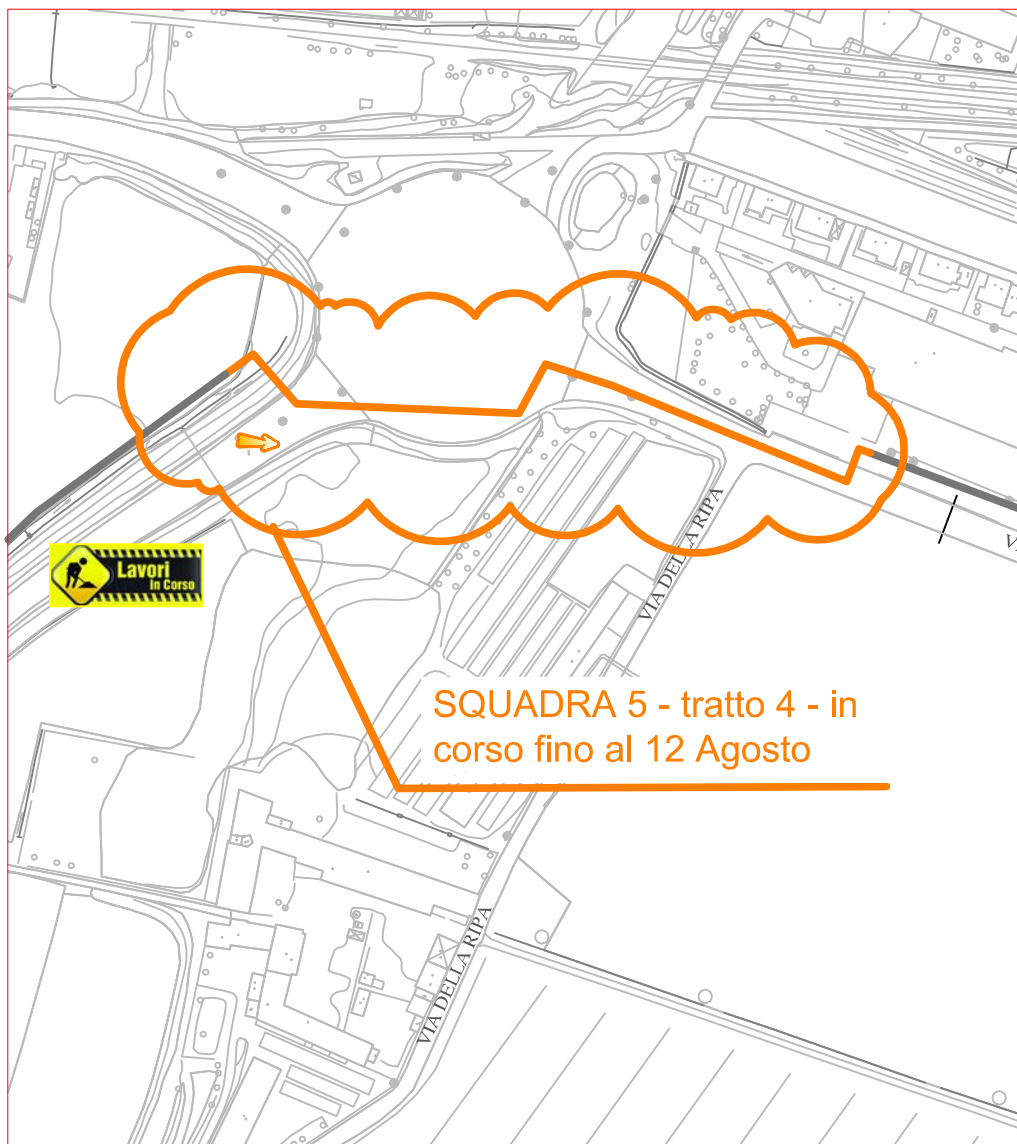 Lavori
In Corso
VIA DELLA RIPA
SQUADRA 5 - tratto 4 - in
corso fino al 12 Agosto
VIA DELLA RIPA